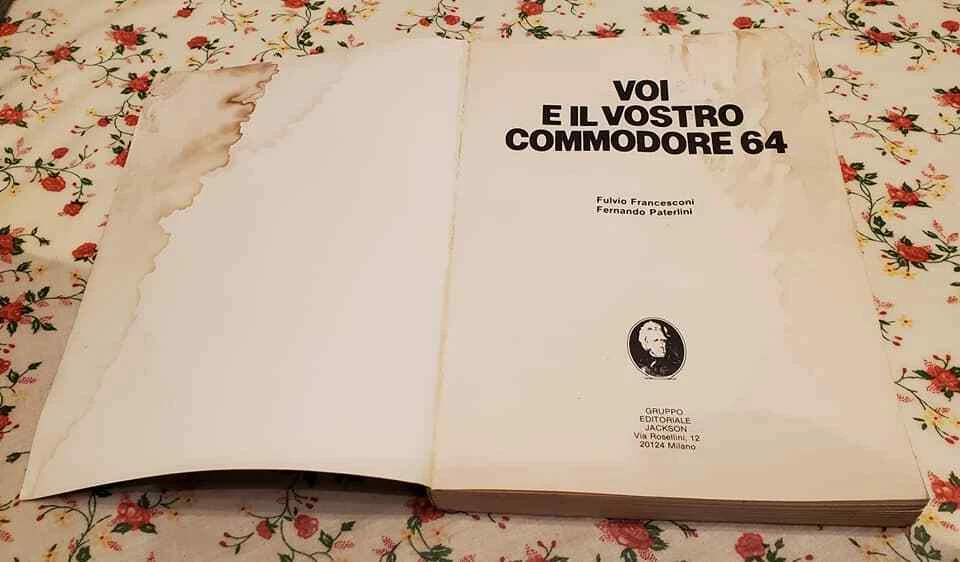 VOI
E IL VOSTRO
COMMODORE 64
Fulvio Francesconi
Fernando Paterlini
GRUPPO
EDITORIALE
JACKSON
Via Rosellini, 12
20124 Milano